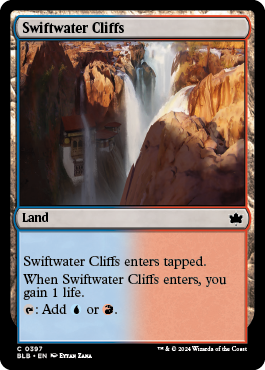 Swiftwater Cliffs
Land
Swiftwater Cliffs enters tapped.
When Swiftwater Cliffs enters, you
gain 1 life.
: Add or .
C 0397
BLB • EN Eytan Zana
™ & © 2024 Wizards of the Coast